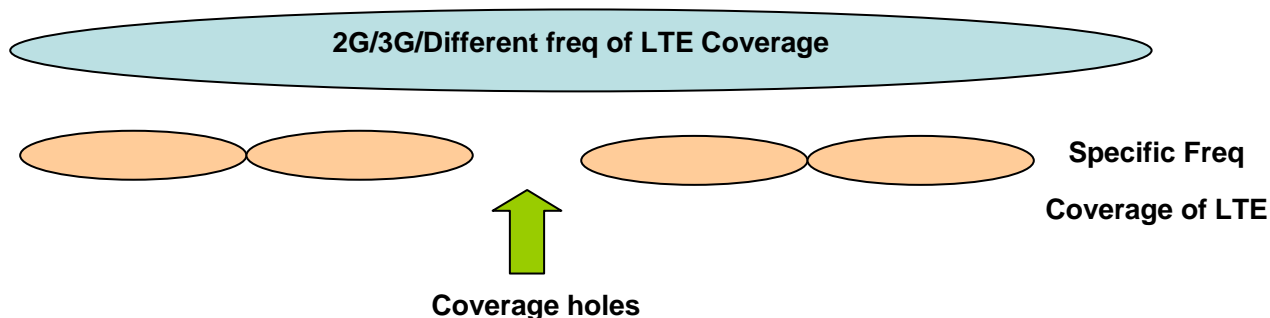 2G/3G/Different freq of LTE Coverage
Specific Freq
Coverage of LTE
Coverage holes